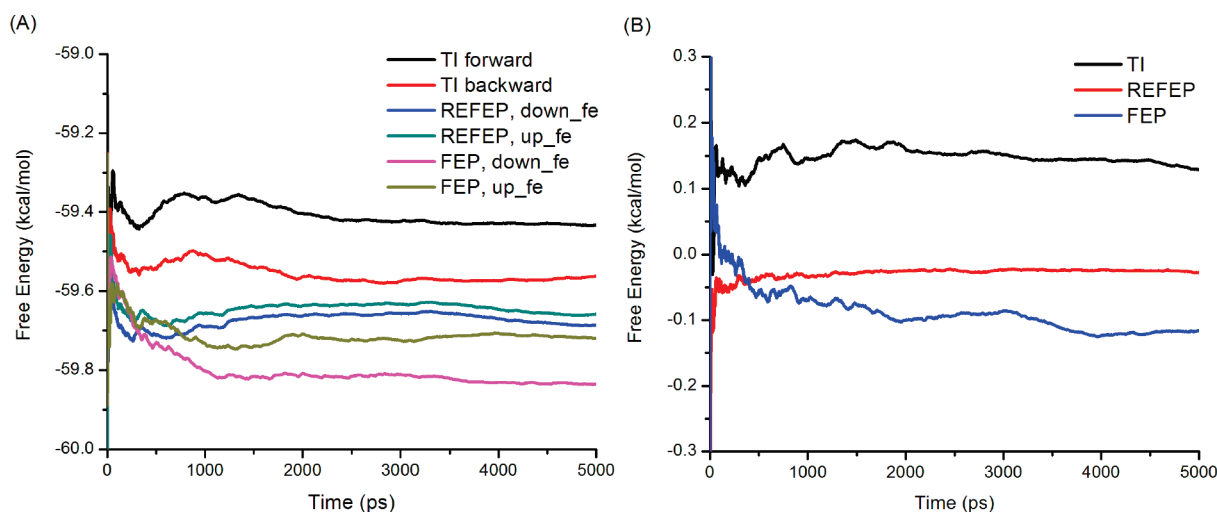 (A)
-59.0
-59.2
-59.4
-59.6
-59.8
-60.0
Free Energy (kcal/mol)
TI forward
TI backward
REFEP, down_fe
REFEP, up_fe
FEP, down_fe
FEP, up_fe
0 1000 2000 3000 4000 5000
Time (ps)
(B)
0.3
0.2
0.1
0.0
-0.1
-0.2
-0.3
Free Energy (kcal/mol)
TI
REFEP
FEP
0 1000 2000 3000 4000 5000
Time (ps)